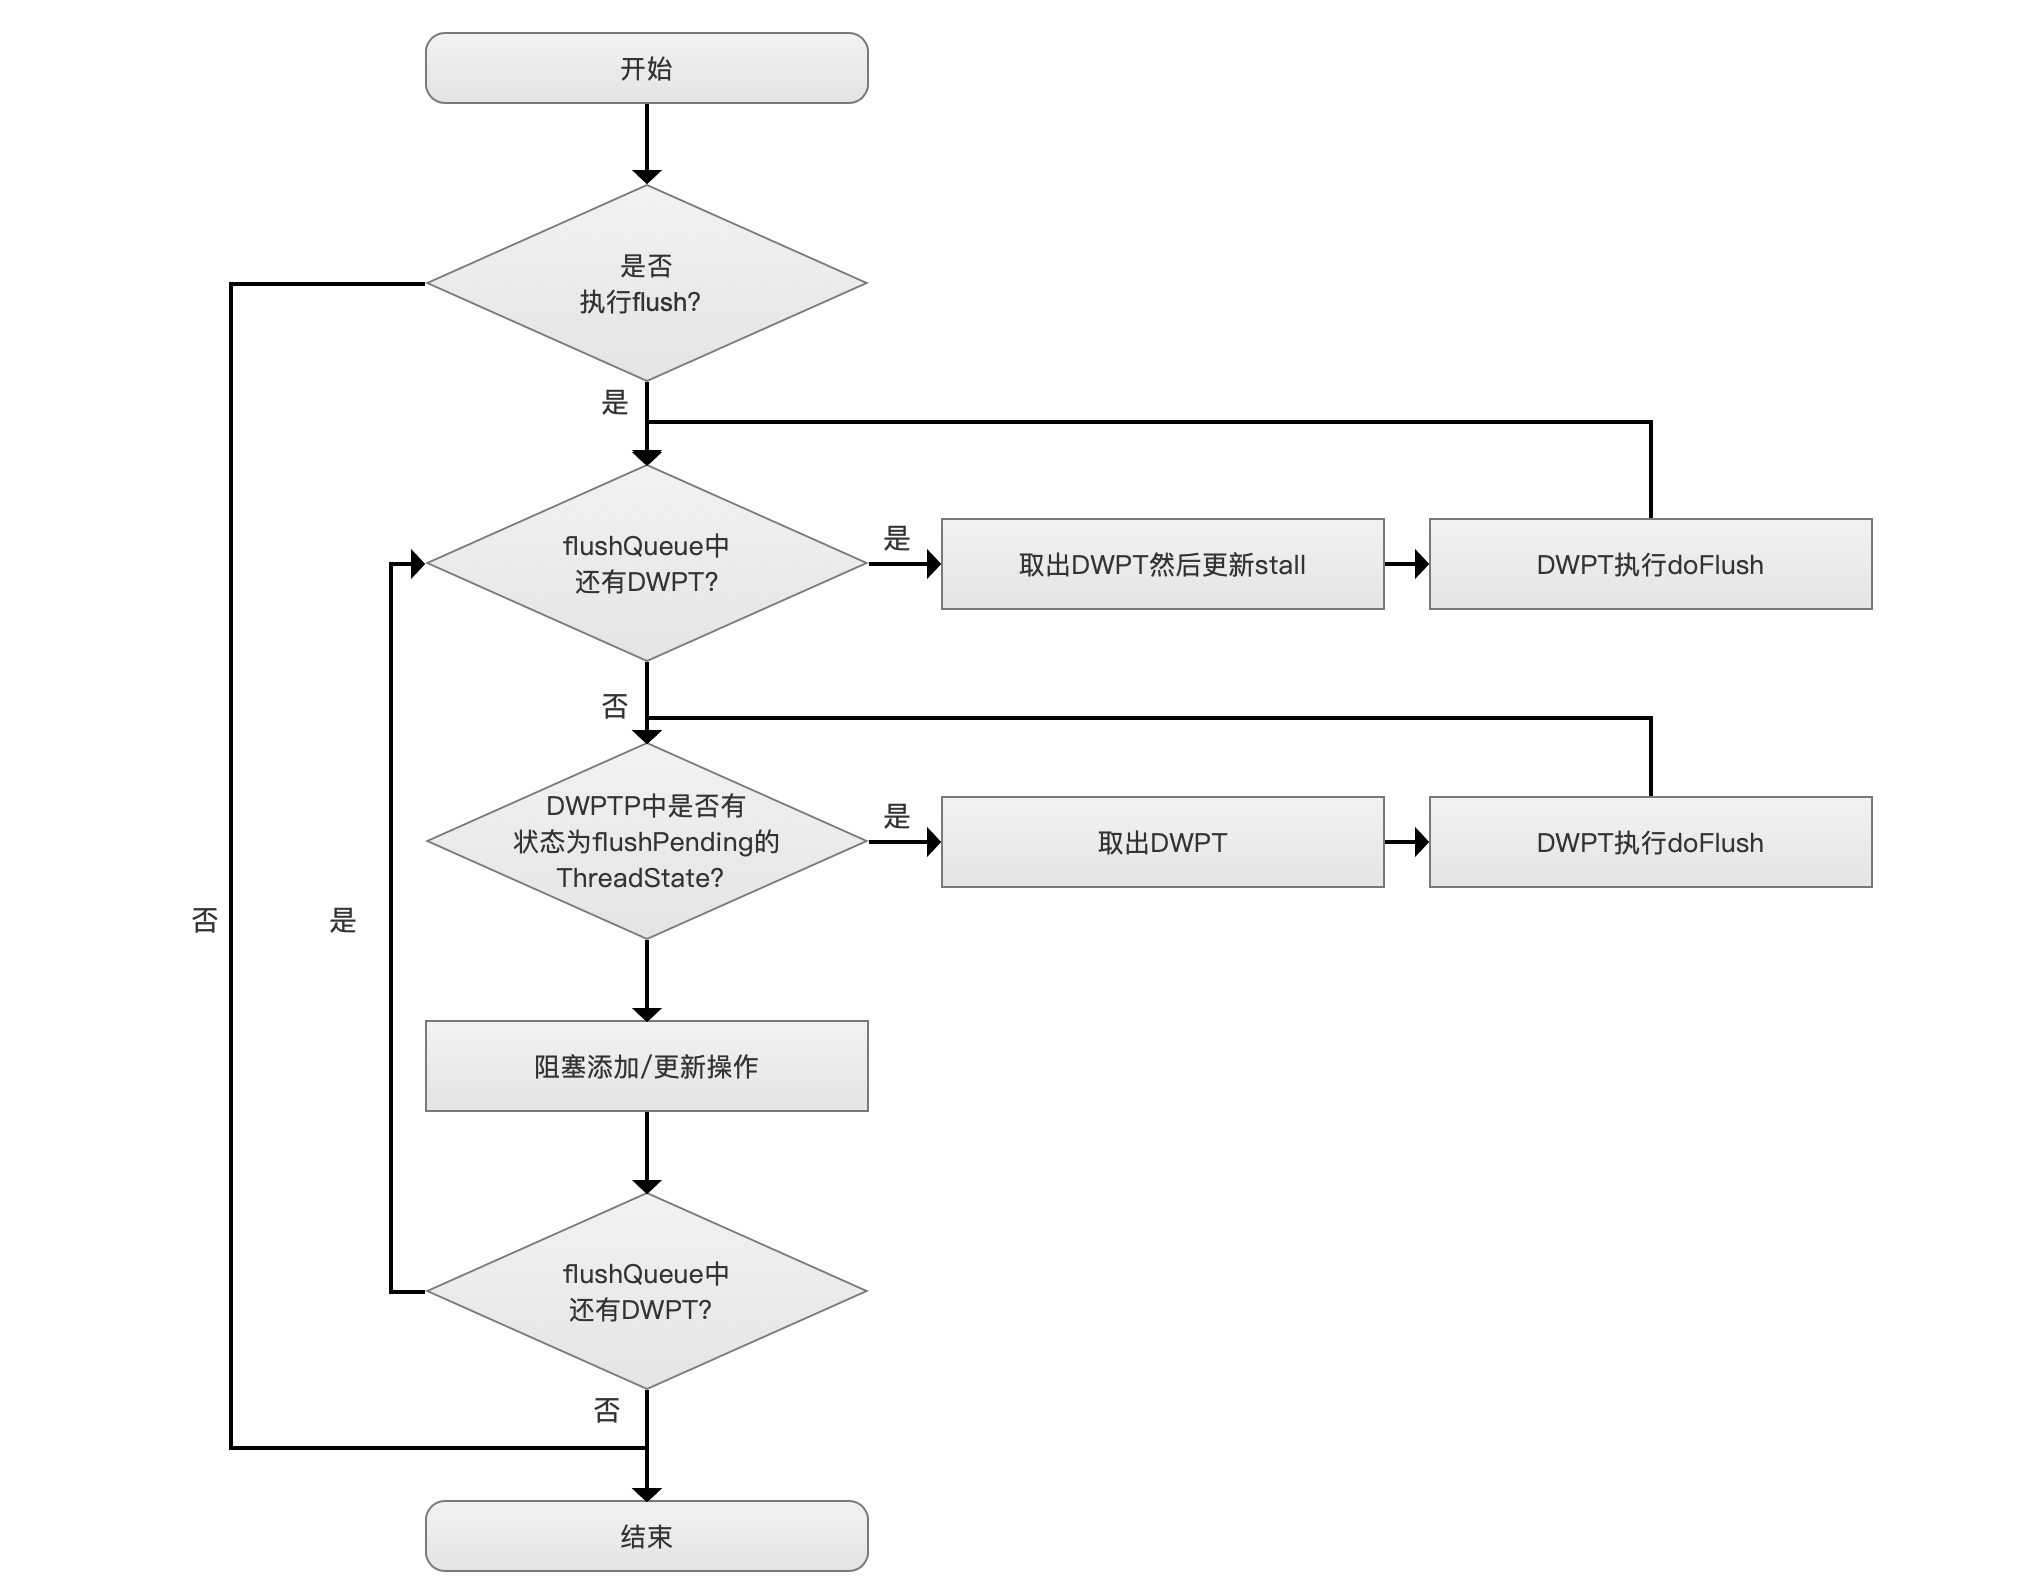 开始
是否
执行flush?
是
flushQueue中
还有DWPT?
是
取出DWPT然后更新stall
DWPT执行doFlush
否
DWPTP中是否有
状态为flushPending的
ThreadState?
是
取出DWPT
DWPT执行doFlush
否
是
阻塞添加/更新操作
flushQueue中
还有DWPT?
否
结束